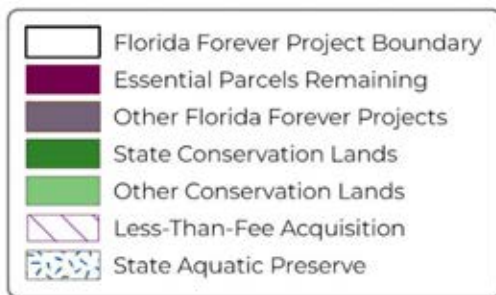 Florida Forever Project Boundary
Essential Parcels Remaining
Other Florida Forever Projects
State Conservation Lands
Other Conservation Lands
Less-Than-Fee Acquisition
State Aquatic Preserve